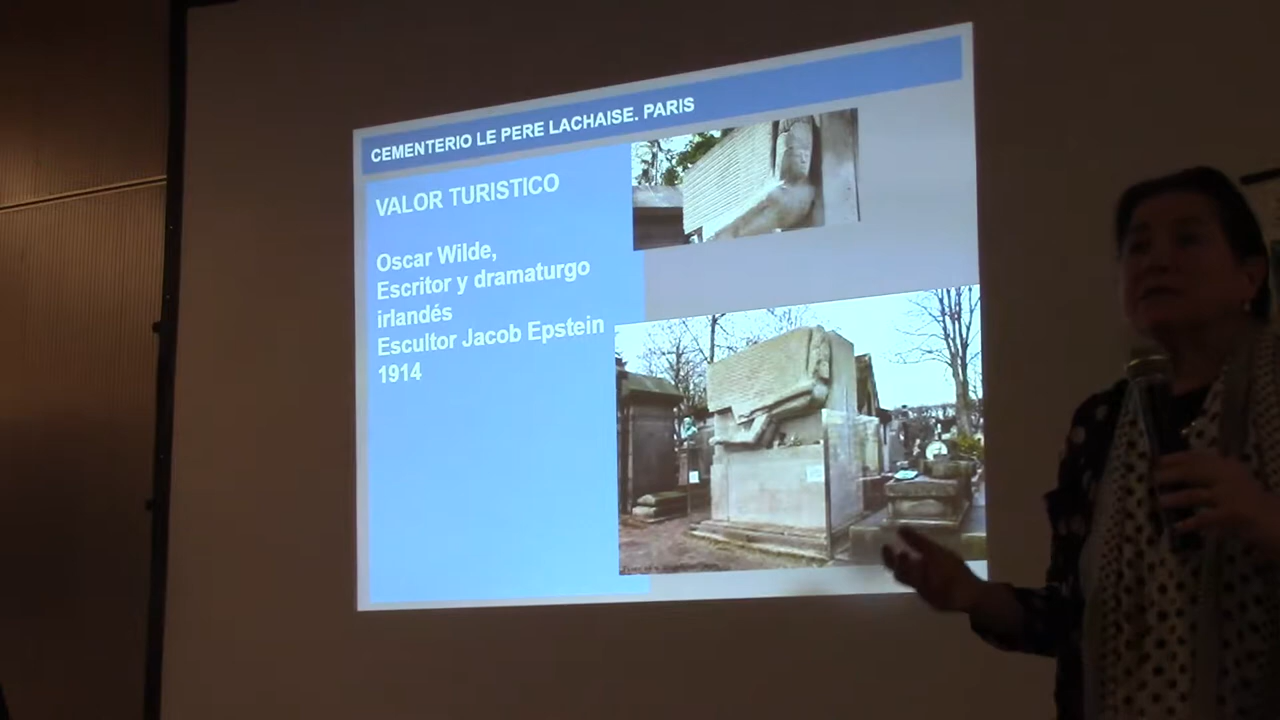 CEMENTERIO LE PERE LACHAISE. PARIS
VALOR TURISTICO
Oscar Wilde,
Escritor y dramaturgo
irlandés
Escultor Jacob Epstein
1914